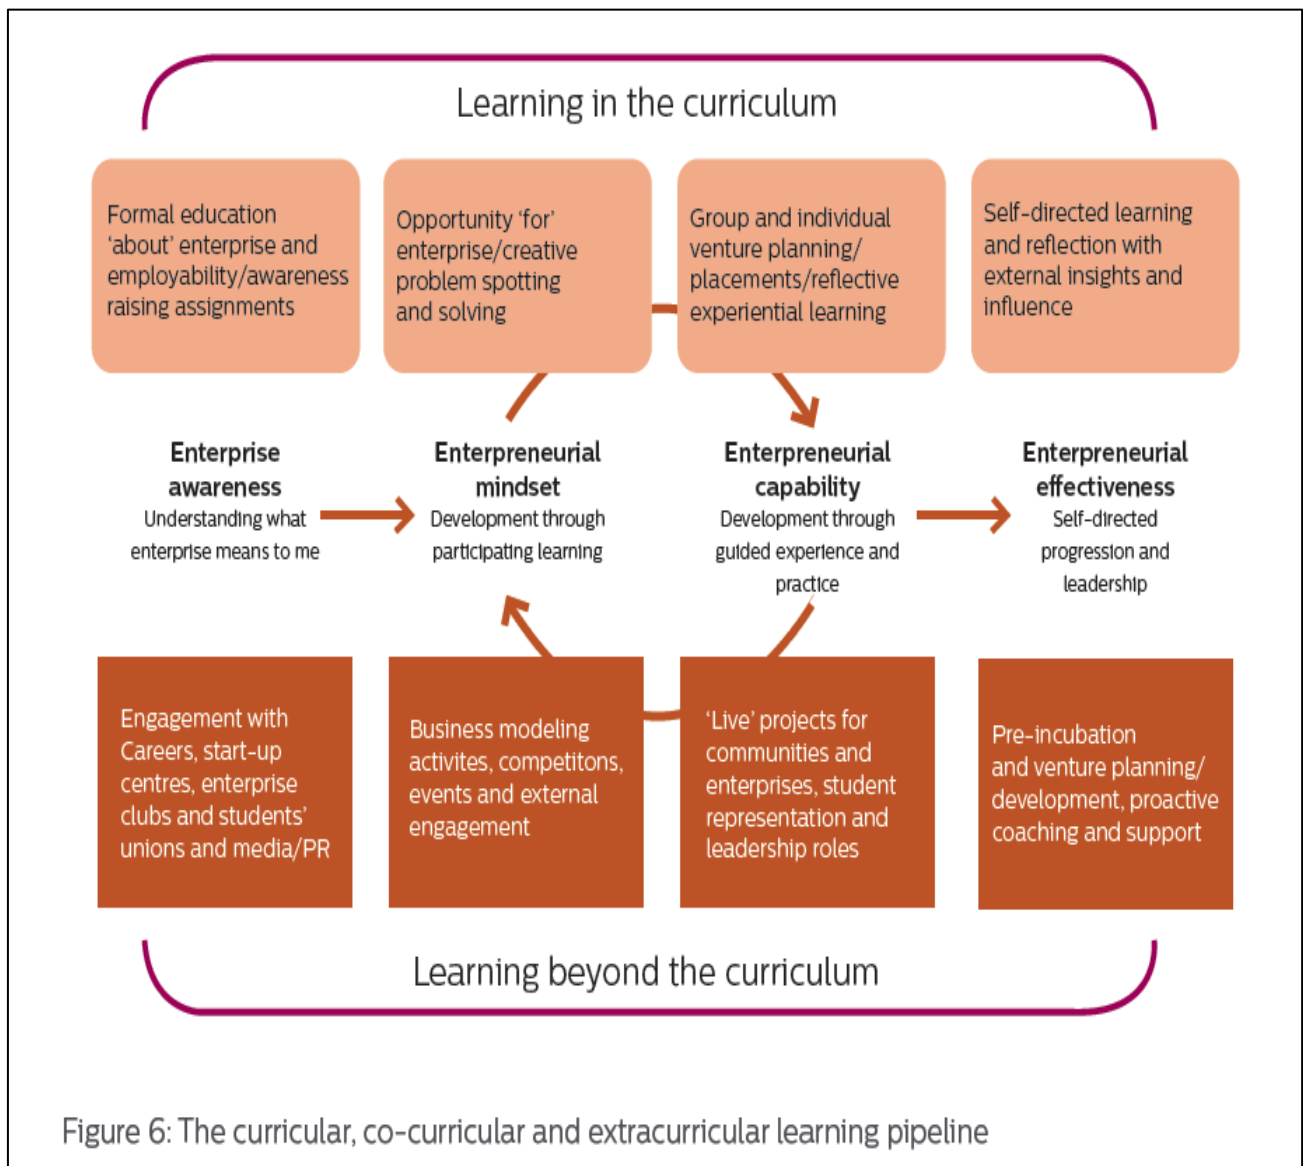 Learning in the curriculum
Formal education
‘about’ enterprise and
employability/awareness
raising assignments
Opportunity ‘for’
enterprise/creative
problem spotting
and solving
Group and individual
venture planning/
placements/reflective
experiential learning
Self-directed learning
and reflection with
external insights and
influence
Enterprise
awareness
Understanding what
enterprise means to me
Enterpreneurial
mindset
Development through
participating learning
Enterpreneurial
capability
Development through
guided experience and
practice
Enterpreneurial
effectiveness
Self-directed
progression and
leadership
Engagement with
Careers, start-up
centres, enterprise
clubs and students’
unions and media/PR
Business modeling
activites, competitons,
events and external
engagement
‘Live’ projects for
communities and
enterprises, student
representation and
leadership roles
Pre-incubation
and venture planning/
development, proactive
coaching and support
Learning beyond the curriculum
Figure 6: The curricular, co-curricular and extracurricular learning pipeline